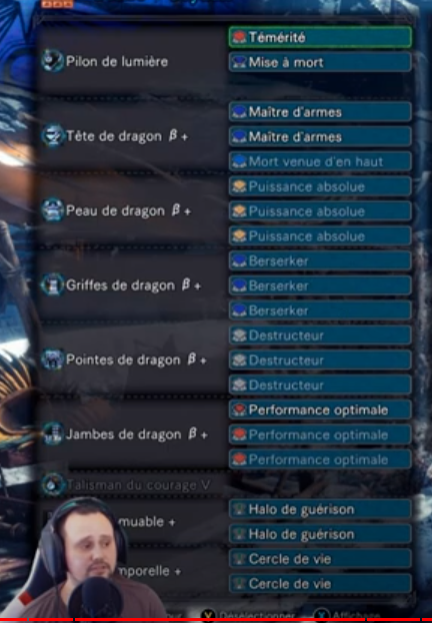 Témérité
Pilon de lumière
Mise à mort
Maître d'armes
Tête de dragon β +
Maître d'armes
Mort venue d'en haut
Puissance absolue
Peau de dragon β +
Puissance absolue
Puissance absolue
Berserker
Griffes de dragon β +
Berserker
Berserker
Destructeur
Pointes de dragon β +
Destructeur
Destructeur
Performance optimale
Jambes de dragon β +
Performance optimale
Performance optimale
Talisman du courage V
Halo de guérison
muable +
Halo de guérison
Cercle de vie
mporelle +
Cercle de vie
Y Désélectionner X Affichage